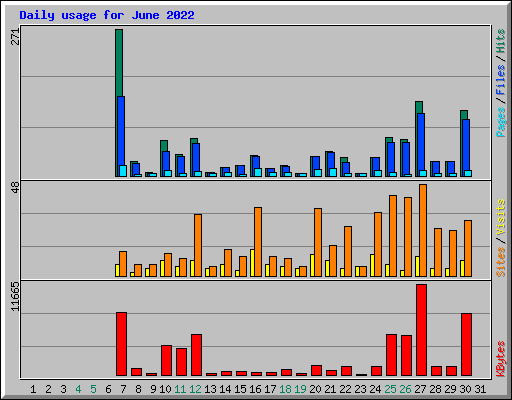 Daily usage for June 2022
271
Pages / Files / Hits
48
Sites / Visits
11665
KBytes
1 2 3 4 5 6 7 8 9 10 11 12 13 14 15 16 17 18 19 20 21 22 23 24 25 26 27 28 29 30 31